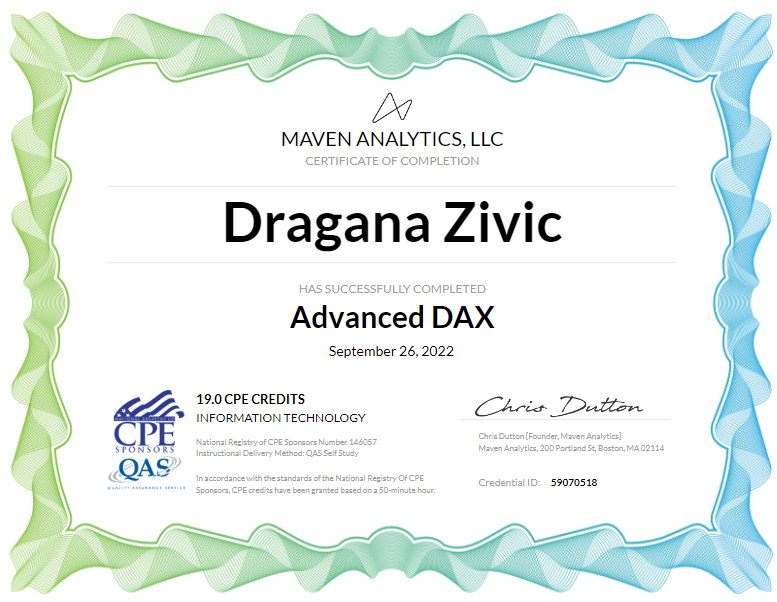 MAVEN ANALYTICS, LLC
CERTIFICATE OF COMPLETION
Dragana Zivic
HAS SUCCESSFULLY COMPLETED
Advanced DAX
September 26, 2022
NATIONAL REGISTRY OF
CPE
SPONSORS
QAS
QUALITY ASSURANCE SERVICE
19.0 CPE CREDITS
INFORMATION TECHNOLOGY
National Registry of CPE Sponsors Number 146057
Instructional Delivery Method: QAS Self Study
In accordance with the standards of the National Registry Of CPE
Sponsors, CPE credits have been granted based on a 50-minute hour.
Chris Dutton
Chris Dutton [Founder, Maven Analytics]
Maven Analytics, 200 Portland St, Boston, MA 02114
Credential ID: 59070518